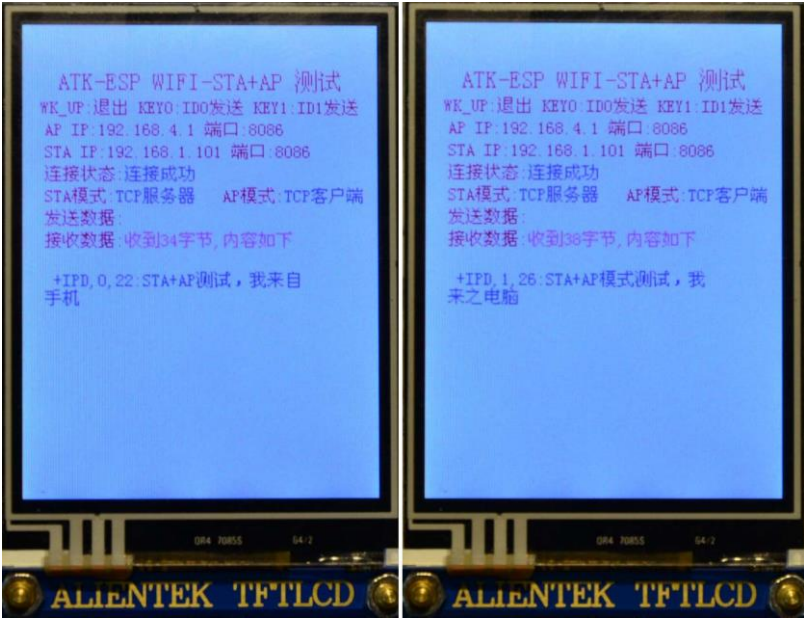 ATK-ESP WIFI-STA+AP 测试
WK_UP:退出 KEY0:ID0发送 KEY1:ID1发送
AP IP:192.168.4.1 端口:8086
STA IP:192.168.1.101 端口:8086
连接状态:连接成功
STA模式:TCP服务器 AP模式:TCP客户端
发送数据:
接收数据:收到34字节,内容如下
+IPD,0,22:STA+AP测试，我来自
手机
QR4 7085S G4/2
ALIENTEK TFTLCD
ATK-ESP WIFI-STA+AP 测试
WK_UP:退出 KEY0:ID0发送 KEY1:ID1发送
AP IP:192.168.4.1 端口:8086
STA IP:192.168.1.101 端口:8086
连接状态:连接成功
STA模式:TCP服务器 AP模式:TCP客户端
发送数据:
接收数据:收到38字节,内容如下
+IPD,1,26:STA+AP模式测试，我
来之电脑
QR4 7085S G4/2
ALIENTEK TFTLCD